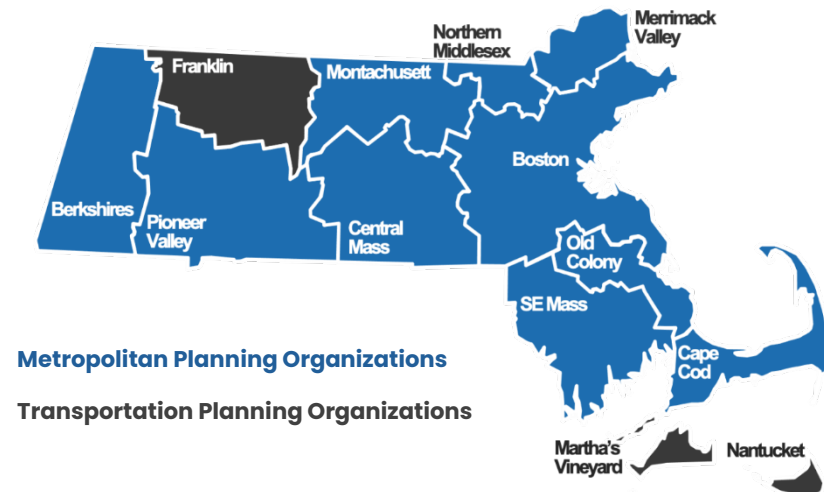 Northern
Middlesex
Merrimack
Valley
Franklin
Montachusett
Boston
Berkshires
Pioneer
Valley
Central
Mass
Old
Colony
SE Mass
Metropolitan Planning Organizations
Cape
Cod
Transportation Planning Organizations
Martha's
Vineyard
Nantucket